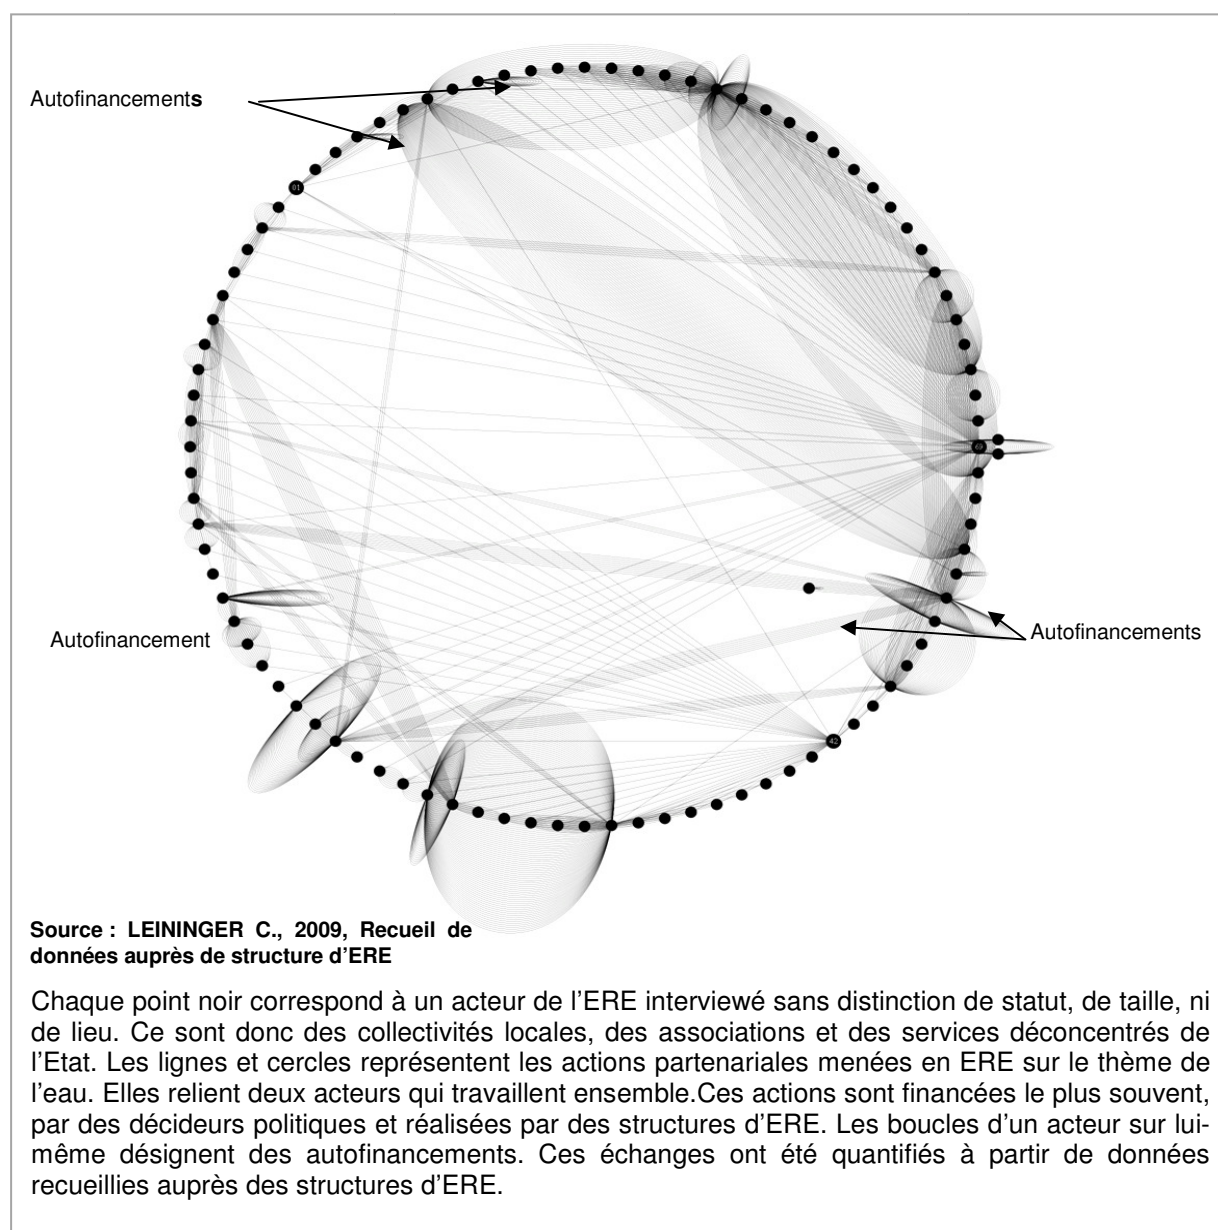 Autofinancements
01
42
Autofinancement
Autofinancements
Source : LEININGER C., 2009, Recueil de
données auprès de structure d'ERE
Chaque point noir correspond à un acteur de l'ERE interviewé sans distinction de statut, de taille, ni
de lieu. Ce sont donc des collectivités locales, des associations et des services déconcentrés de
l'Etat. Les lignes et cercles représentent les actions partenariales menées en ERE sur le thème de
l'eau. Elles relient deux acteurs qui travaillent ensemble.Ces actions sont financées le plus souvent,
par des décideurs politiques et réalisées par des structures d'ERE. Les boucles d'un acteur sur lui-
même désignent des autofinancements. Ces échanges ont été quantifiés à partir de données
recueillies auprès des structures d'ERE.